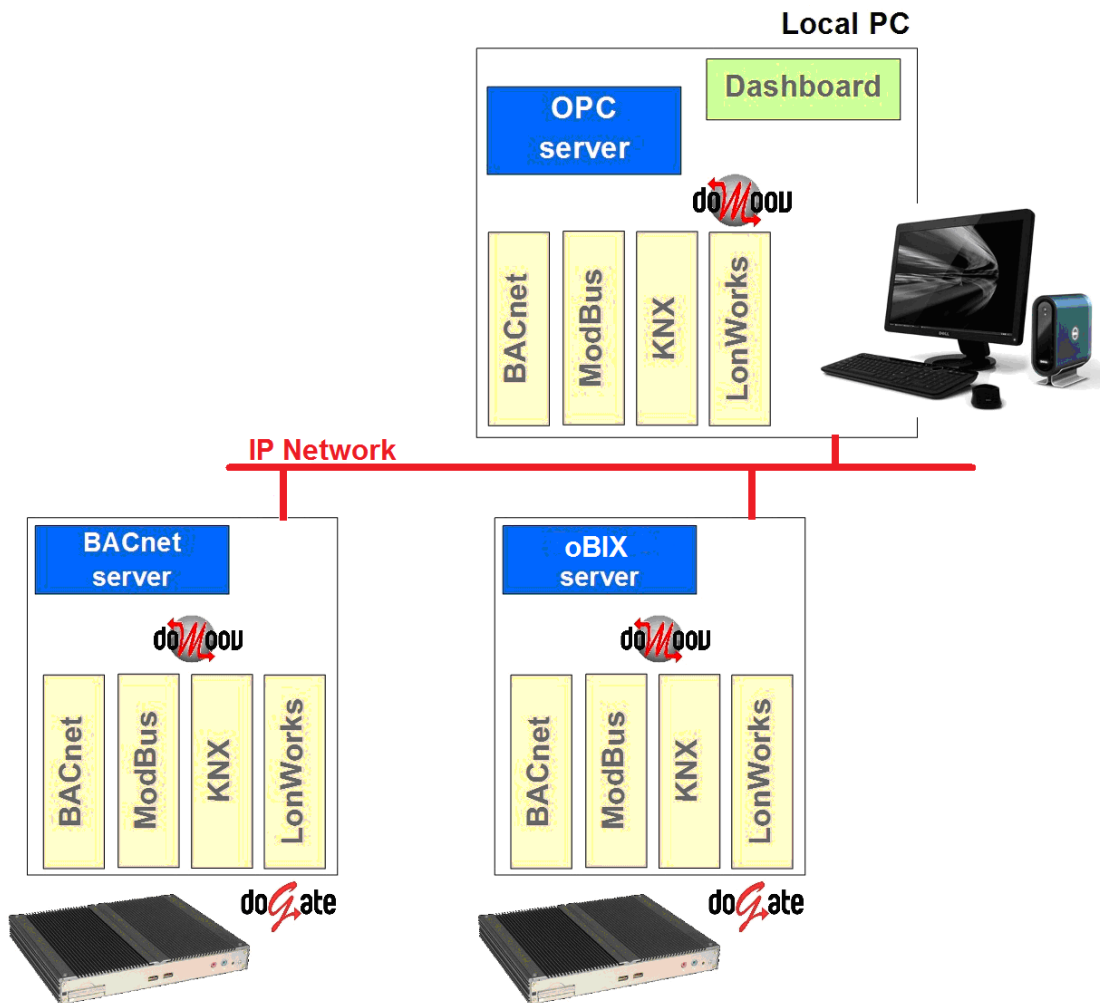 Local PC
Dashboard
OPC
server
doMoov
BACnet
ModBus
KNX
LonWorks
IP Network
BACnet
server
doMoov
BACnet
ModBus
KNX
LonWorks
doGate
oBIX
server
doMoov
BACnet
ModBus
KNX
LonWorks
doGate